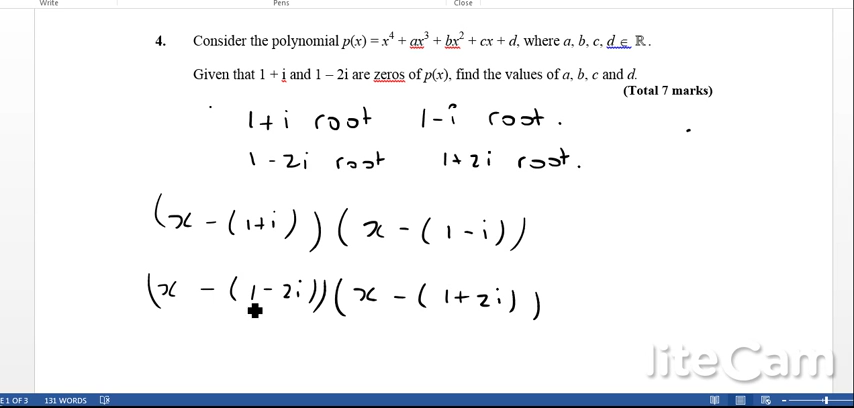 Write Pens Close
4. Consider the polynomial p(x) = x⁴ + ax³ + bx² + cx + d, where a, b, c, d ∈ ℝ.
Given that 1 + i and 1 – 2i are zeros of p(x), find the values of a, b, c and d.
(Total 7 marks)
1+i root 1-i root.
1-2i root 1+2i root.
(x-(1+i))(x-(1-i))
(x-(1-2i))(x-(1+2i))
liteCam
E 1 OF 3 131 WORDS